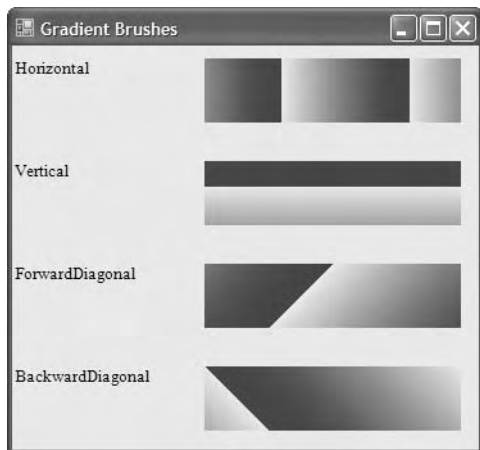 Gradient Brushes
Horizontal
Vertical
ForwardDiagonal
BackwardDiagonal